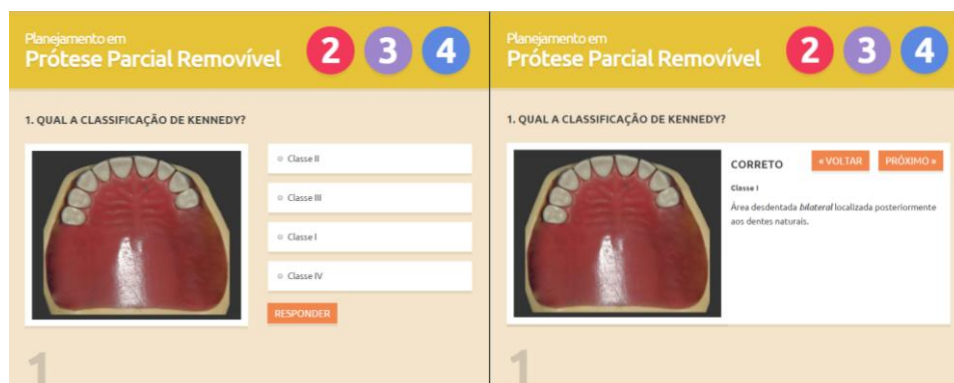 Planejamento em
Prótese Parcial Removível
2 3 4
1. QUAL A CLASSIFICAÇÃO DE KENNEDY?
Classe II
Classe III
Classe I
Classe IV
RESPONDER
1
Planejamento em
Prótese Parcial Removível
2 3 4
1. QUAL A CLASSIFICAÇÃO DE KENNEDY?
CORRETO
« VOLTAR
PRÓXIMO »
Classe I
Área desdentada bilateral localizada posteriormente
aos dentes naturais.
1